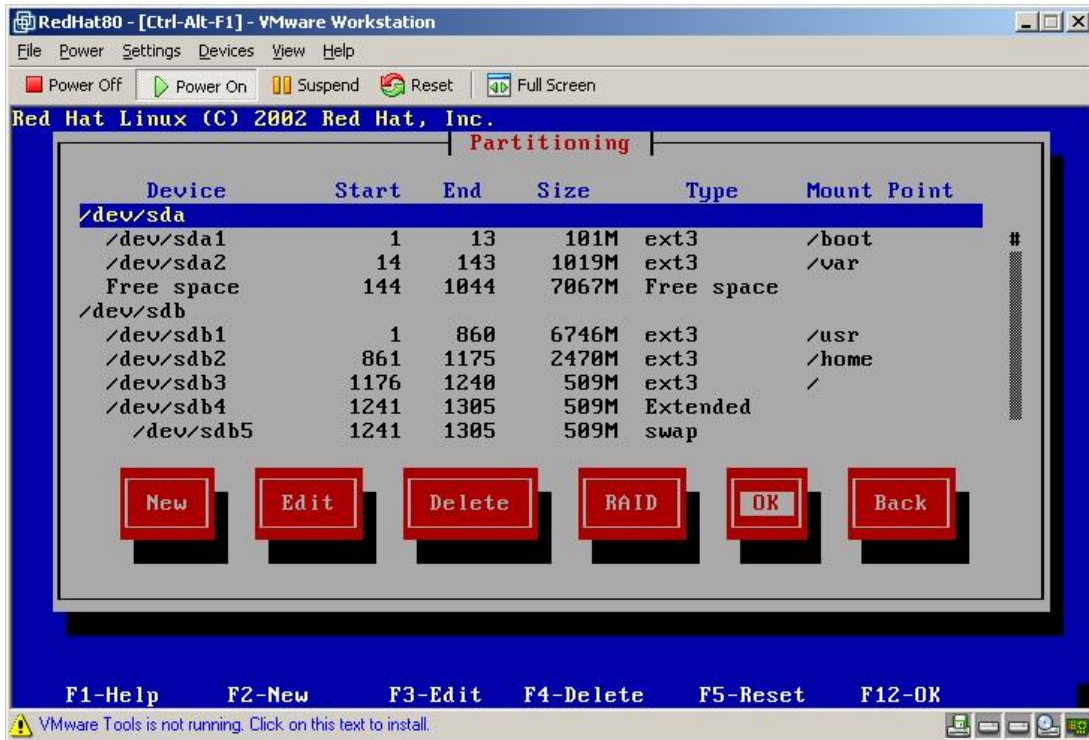 RedHat80 - [Ctrl-Alt-F1] - VMware Workstation
File Power Settings Devices View Help
Power Off Power On Suspend Reset Full Screen
Red Hat Linux (C) 2002 Red Hat, Inc.
Partitioning
Device Start End Size Type Mount Point
/dev/sda
/dev/sda1 1 13 101M ext3 /boot #
/dev/sda2 14 143 1019M ext3 /var
Free space 144 1044 7067M Free space
/dev/sdb
/dev/sdb1 1 860 6746M ext3 /usr
/dev/sdb2 861 1175 2470M ext3 /home
/dev/sdb3 1176 1240 509M ext3 /
/dev/sdb4 1241 1305 509M Extended
/dev/sdb5 1241 1305 509M swap
New Edit Delete RAID OK Back
F1-Help F2-New F3-Edit F4-Delete F5-Reset F12-OK
VMware Tools is not running. Click on this text to install.